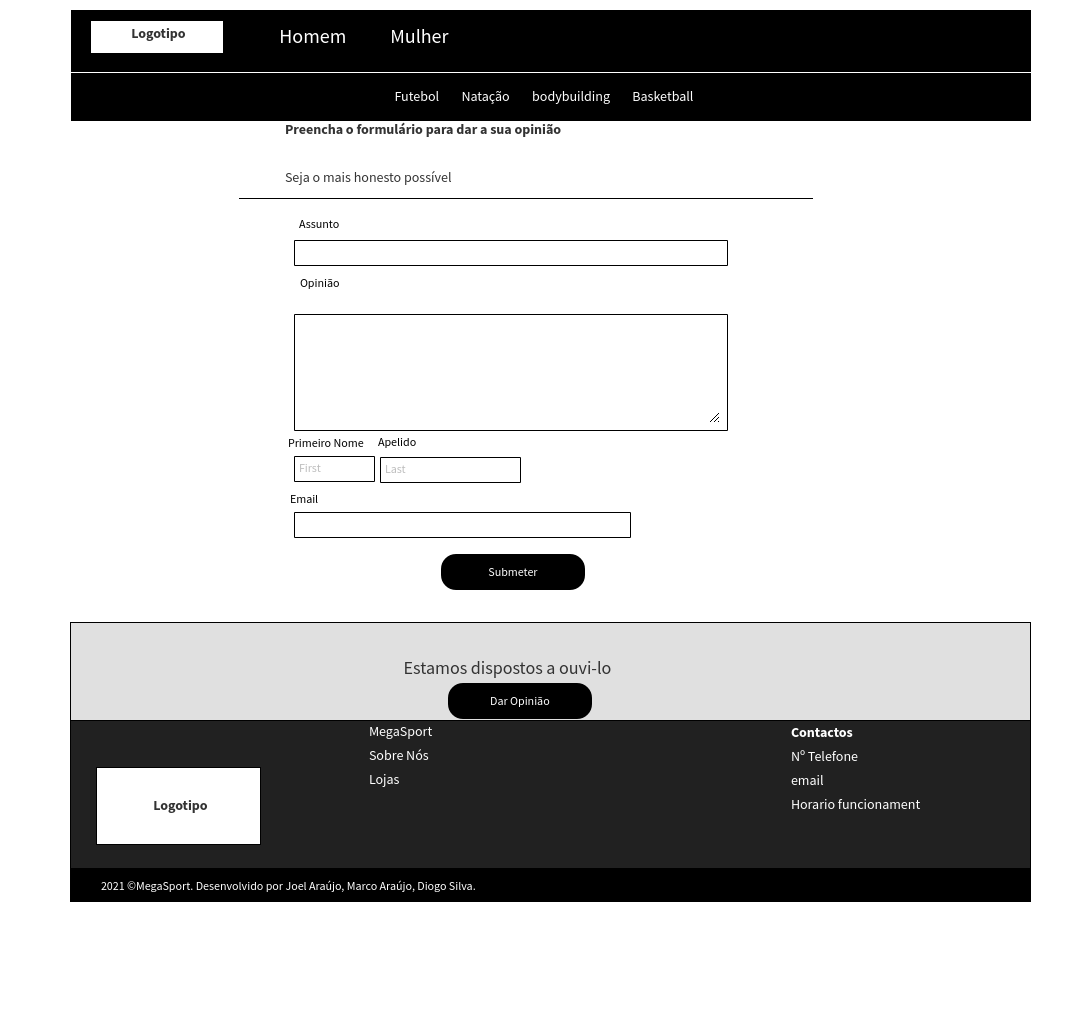 Logotipo
Homem Mulher
Futebol Natação bodybuilding Basketball
Preencha o formulário para dar a sua opinião
Seja o mais honesto possível
Assunto
Opinião
Primeiro Nome Apelido
First Last
Email
Submeter
Estamos dispostos a ouvi-lo
Dar Opinião
MegaSport
Sobre Nós
Lojas
Logotipo
Contactos
Nº Telefone
email
Horario funcionament
2021 ©MegaSport. Desenvolvido por Joel Araújo, Marco Araújo, Diogo Silva.